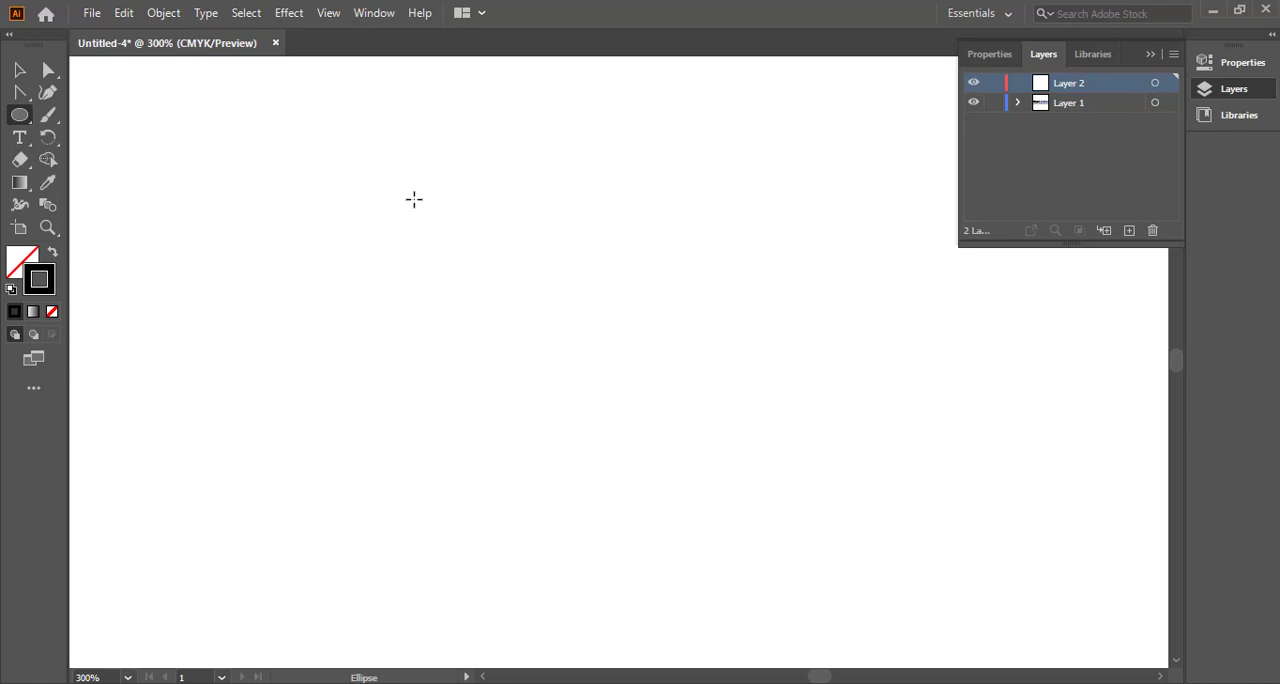 Ai File Edit Object Type Select Effect View Window Help Essentials Search Adobe Stock
Untitled-4* @ 300% (CMYK/Preview)
Properties Layers Libraries
Layer 2
Layer 1
2 La...
Properties
Layers
Libraries
300% 1 Ellipse